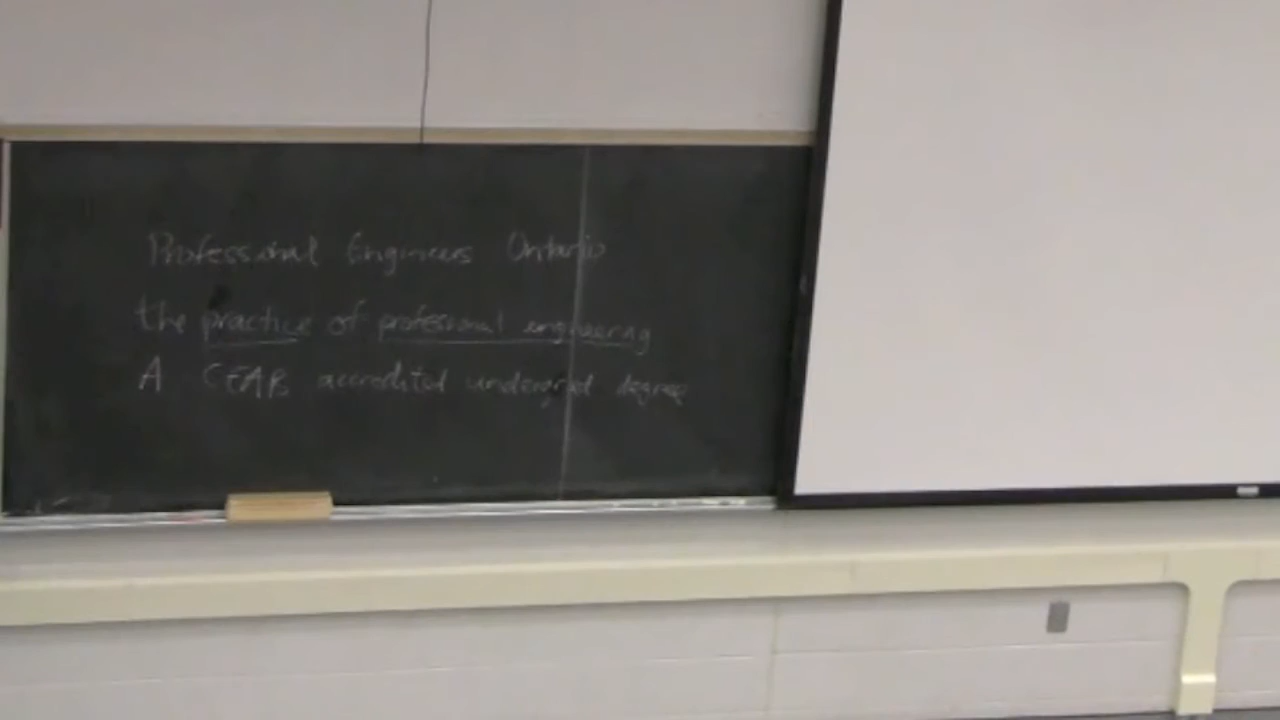 Professional Engineers Ontario
the practice of professional engineering
A CEAB accredited undergrad degree